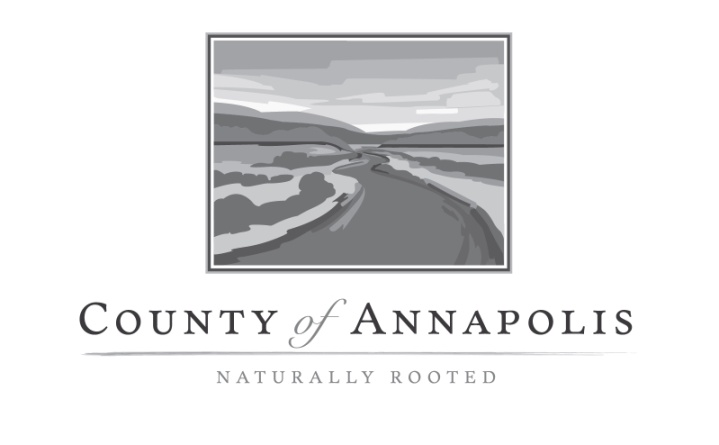 County of Annapolis
NATURALLY ROOTED